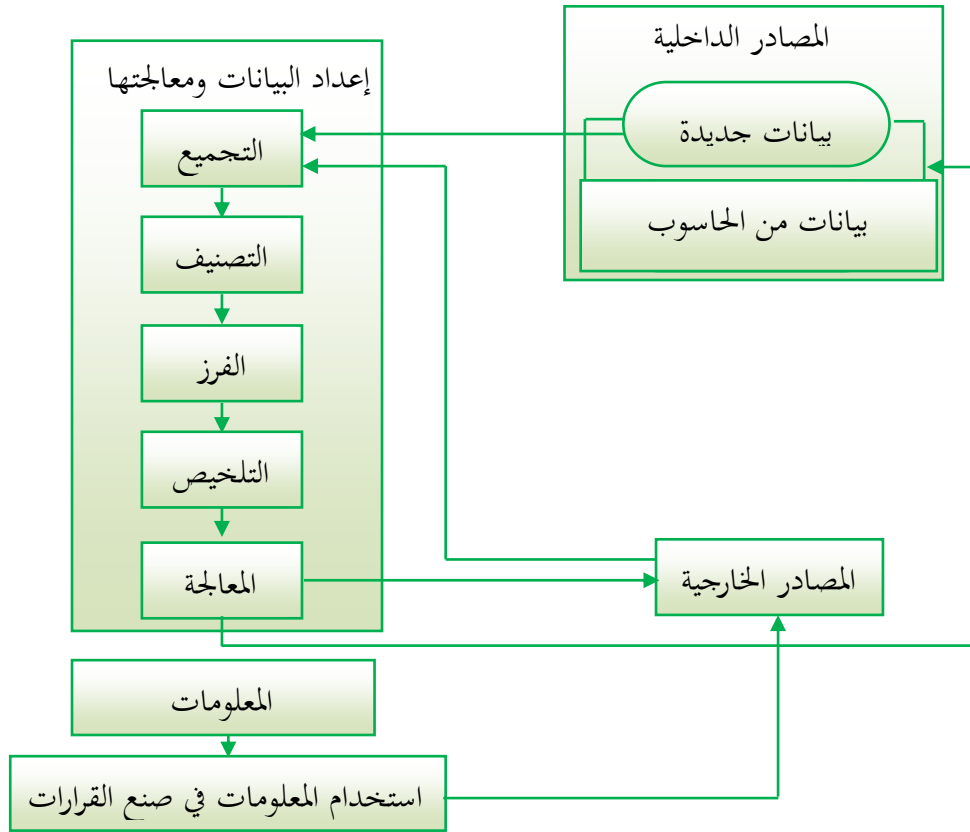 المصادر الداخلية
بيانات جديدة
بيانات من الحاسوب
إعداد البيانات ومعالجتها
التجميع
التصنيف
الفرز
التلخيص
المعالجة
المصادر الخارجية
المعلومات
استخدام المعلومات في صنع القرارات